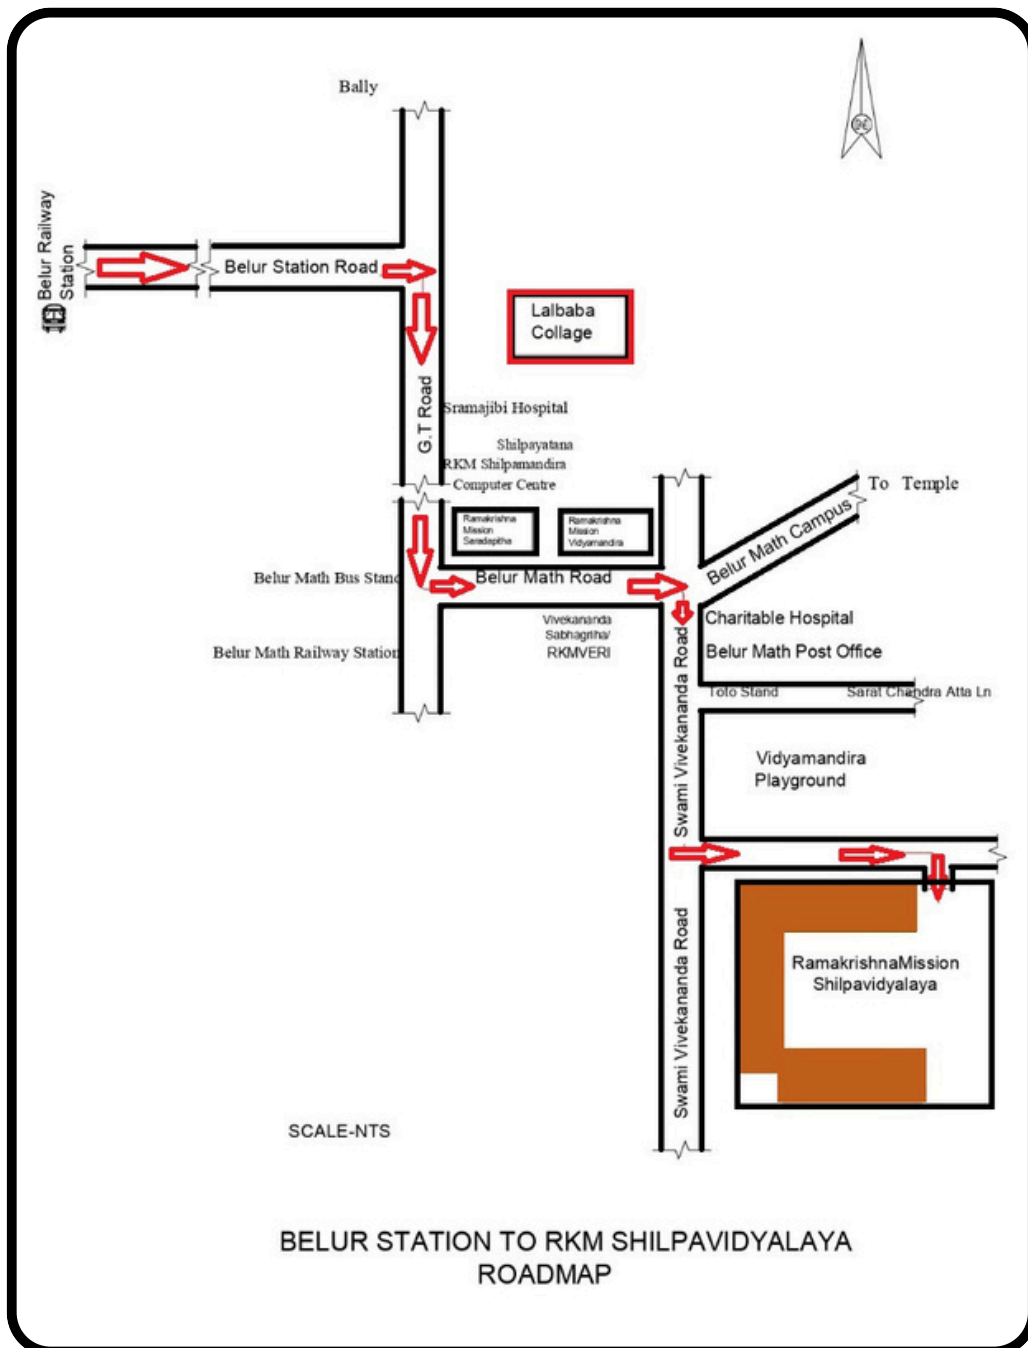 Bally
Belur Railway
Station
Belur Station Road
Lalbaba
Collage
G.T Road
Sramajibi Hospital
Shilpayatana
RKM Shilpamandira
Computer Centre
To Temple
Ramakrishna
Mission
Saradaptha
Ramakrishna
Mission
Vidyamandira
Belur Math Campus
Belur Math Bus Stand
Belur Math Road
Vivekananda
Sabhagriha/
RKMVERI
Charitable Hospital
Belur Math Railway Station
Belur Math Post Office
Swami Vivekananda Road
Toto Stand
Sarat Chandra Atta Ln
Vidyamandira
Playground
Swami Vivekananda Road
RamakrishnaMission
Shilpavidyalaya
SCALE-NTS
BELUR STATION TO RKM SHILPAVIDYALAYA
ROADMAP